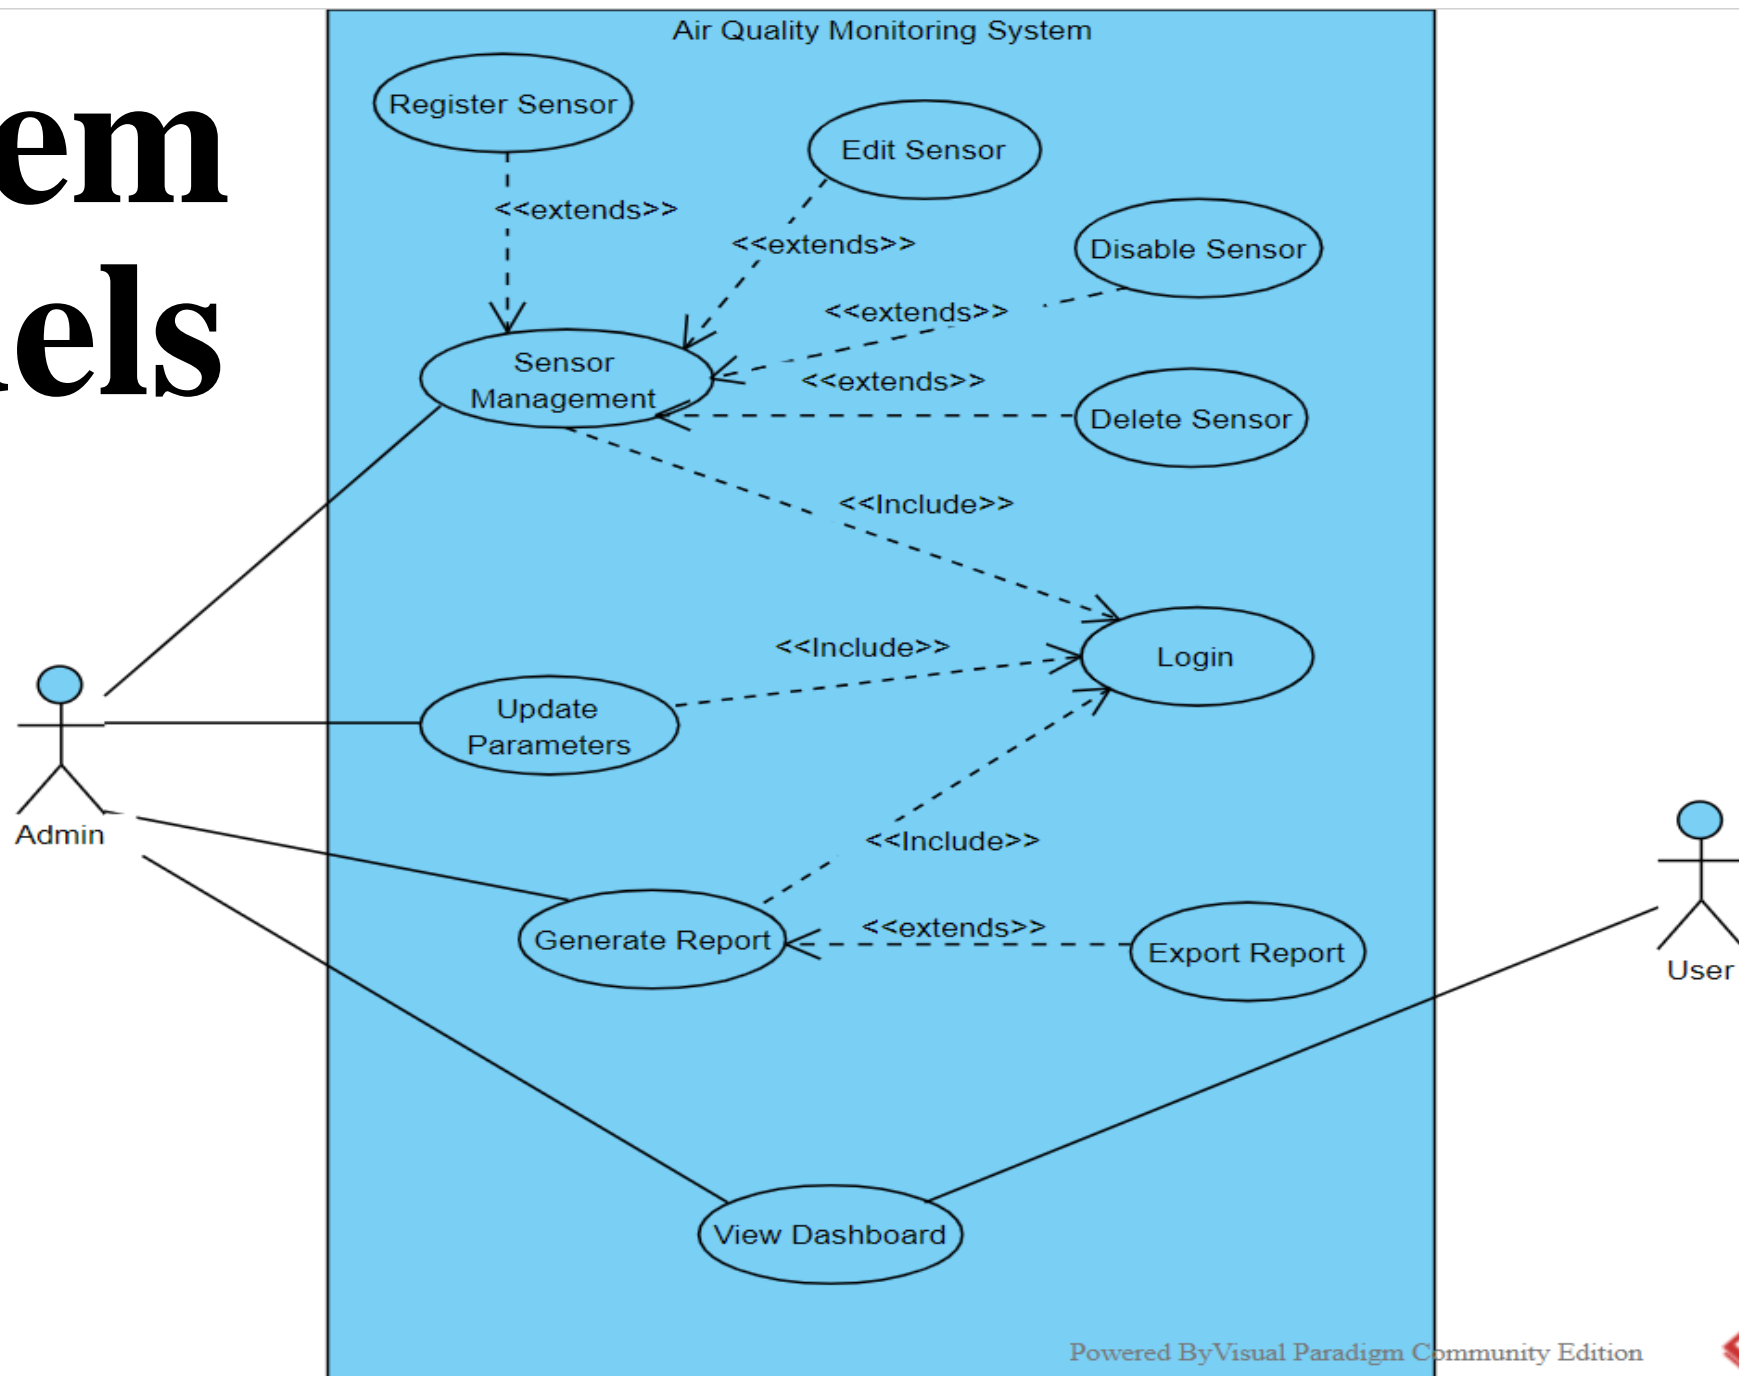 em
els
Air Quality Monitoring System
Register Sensor
Edit Sensor
<<extends>>
<<extends>>
Disable Sensor
<<extends>>
Sensor
Management
<<extends>>
Delete Sensor
<<Include>>
<<Include>>
Login
Update
Parameters
Admin
<<Include>>
<<extends>>
Generate Report
Export Report
User
View Dashboard
Powered ByVisual Paradigm Community Edition